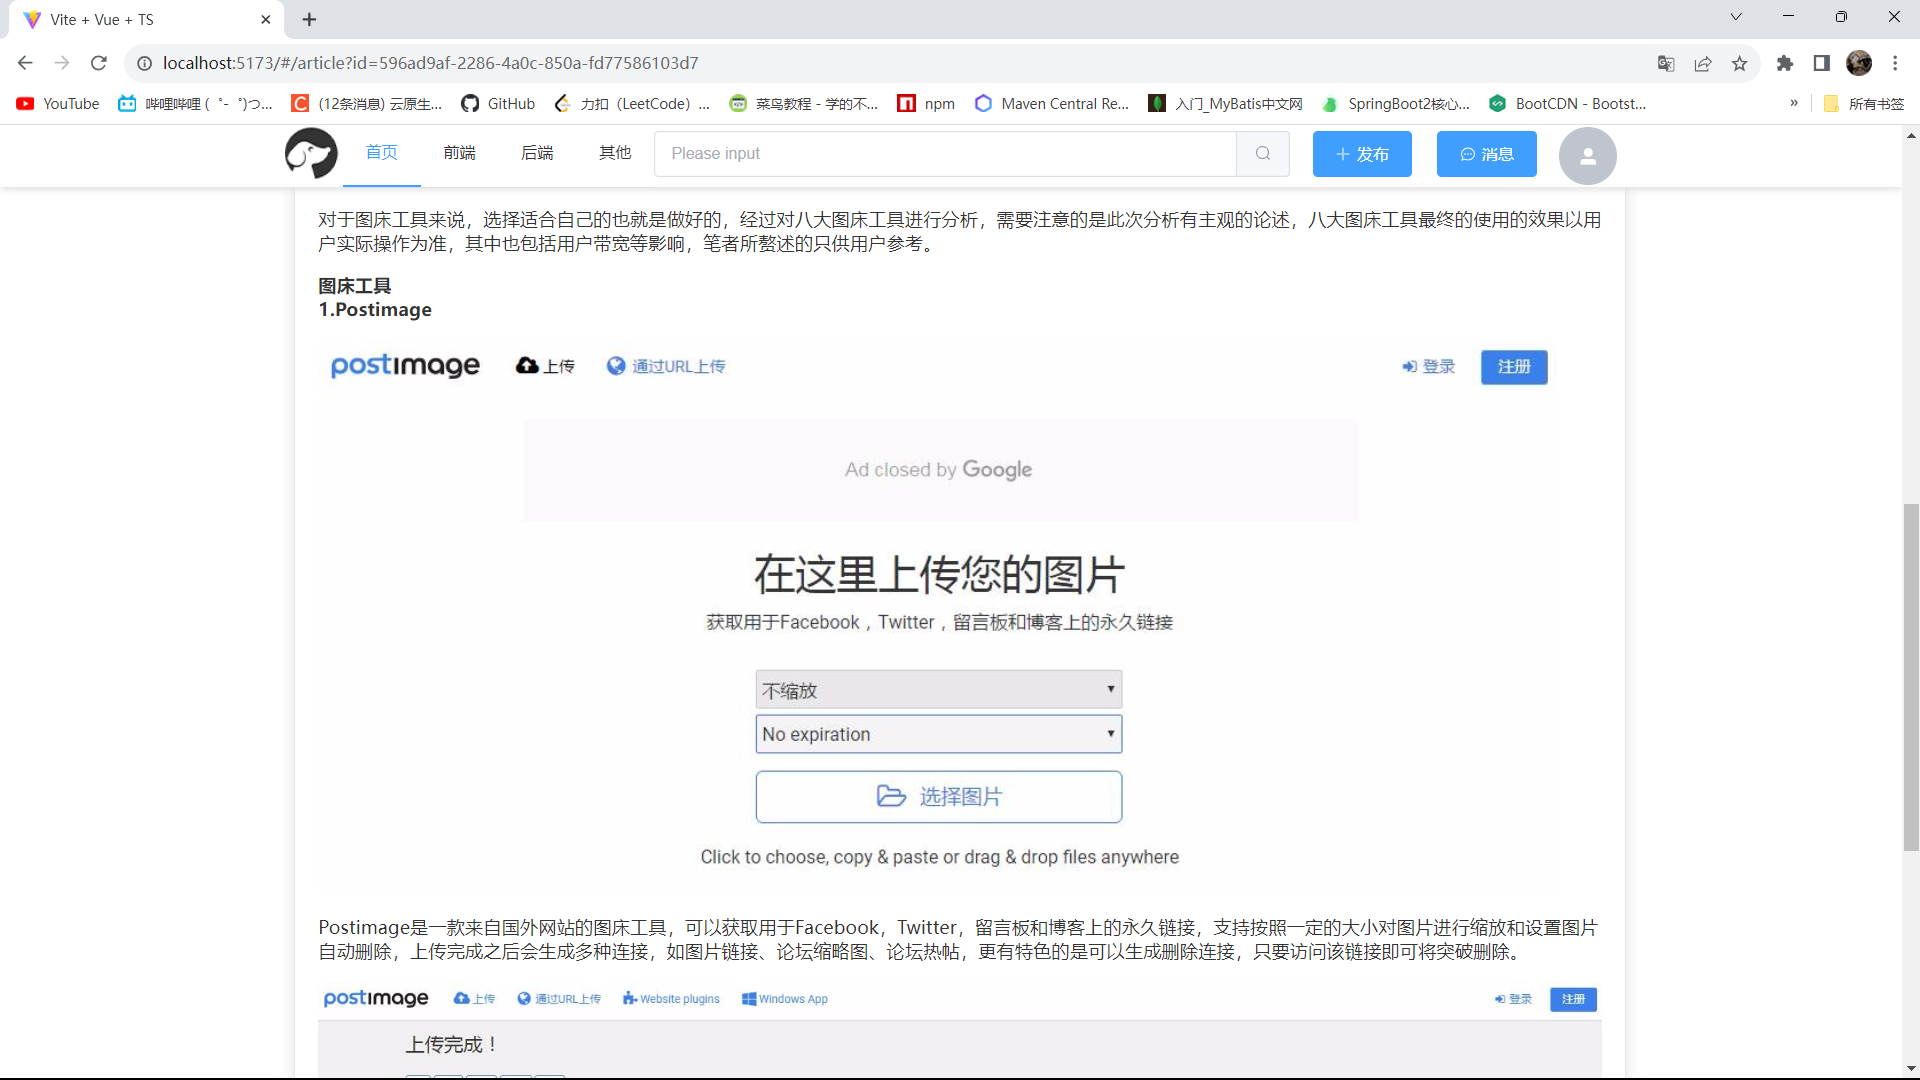 Vite + Vue + TS
localhost:5173/#/article?id=596ad9af-2286-4a0c-850a-fd77586103d7
YouTube 哔哩哔哩 (゜-゜)つ... (12条消息) 云原生... GitHub 力扣（LeetCode）... 菜鸟教程 - 学的不... npm Maven Central Re... 入门_MyBatis中文网 SpringBoot2核心... BootCDN - Bootst... » 所有书签
首页 前端 后端 其他 Please input 发布 消息
对于图床工具来说，选择适合自己的也就是做好的，经过对八大图床工具进行分析，需要注意的是此次分析有主观的论述，八大图床工具最终的使用的效果以用
户实际操作为准，其中也包括用户带宽等影响，笔者所赘述的只供用户参考。
图床工具
1.Postimage
postimage 上传 通过URL上传 登录 注册
Ad closed by Google
在这里上传您的图片
获取用于Facebook，Twitter，留言板和博客上的永久链接
不缩放
No expiration
选择图片
Click to choose, copy & paste or drag & drop files anywhere
Postimage是一款来自国外网站的图床工具，可以获取用于Facebook，Twitter，留言板和博客上的永久链接，支持按照一定的大小对图片进行缩放和设置图片
自动删除，上传完成之后会生成多种连接，如图片链接、论坛缩略图、论坛热帖，更有特色的是可以生成删除连接，只要访问该链接即可将突破删除。
postimage 上传 通过URL上传 Website plugins Windows App 登录 注册
上传完成！